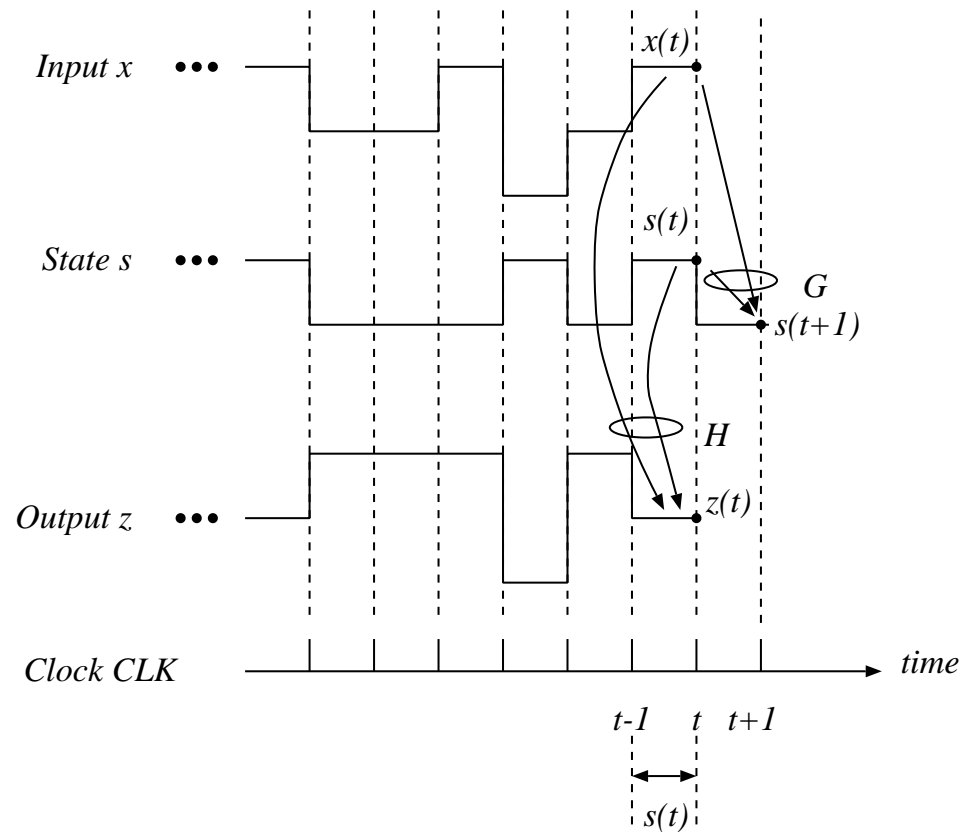 x(t)
Input x •••
s(t)
State s •••
G
s(t+1)
H
z(t)
Output z •••
Clock CLK
time
t-1 t t+1
s(t)